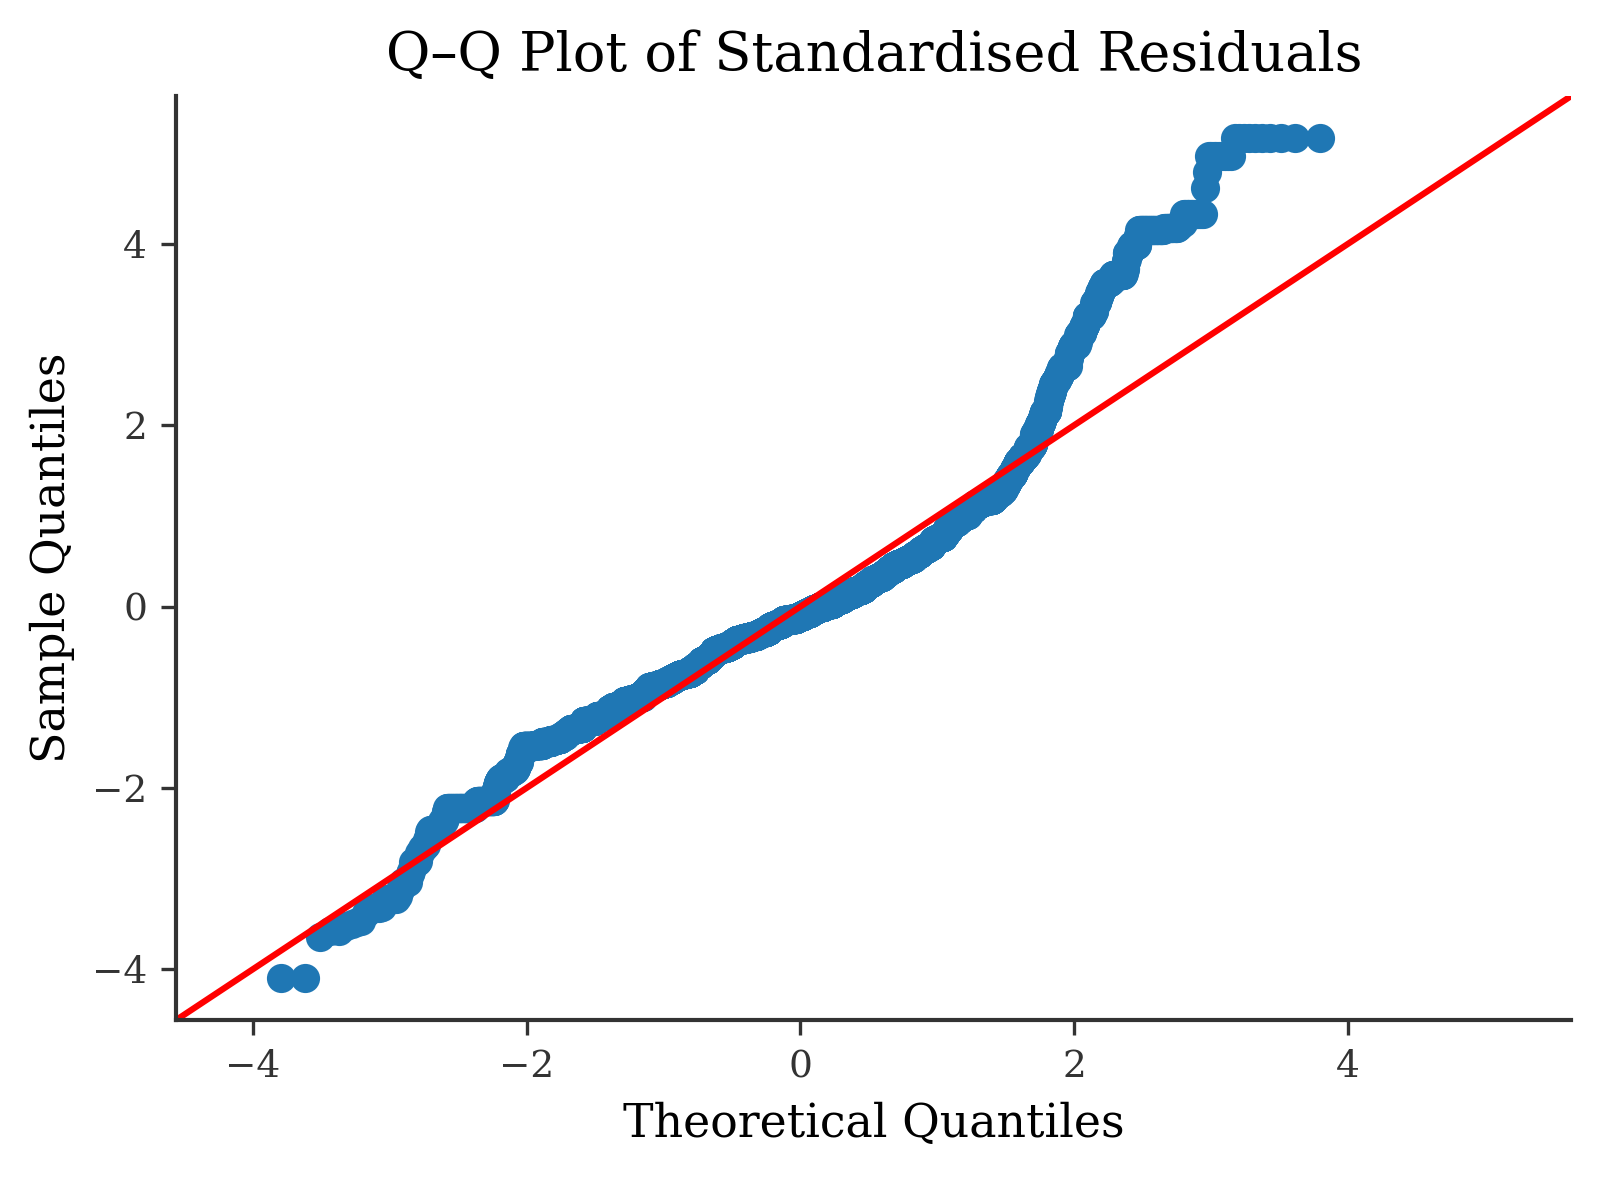 Q–Q Plot of Standardised Residuals
Sample Quantiles
4
2
0
−2
−4
−4 −2 0 2 4
Theoretical Quantiles